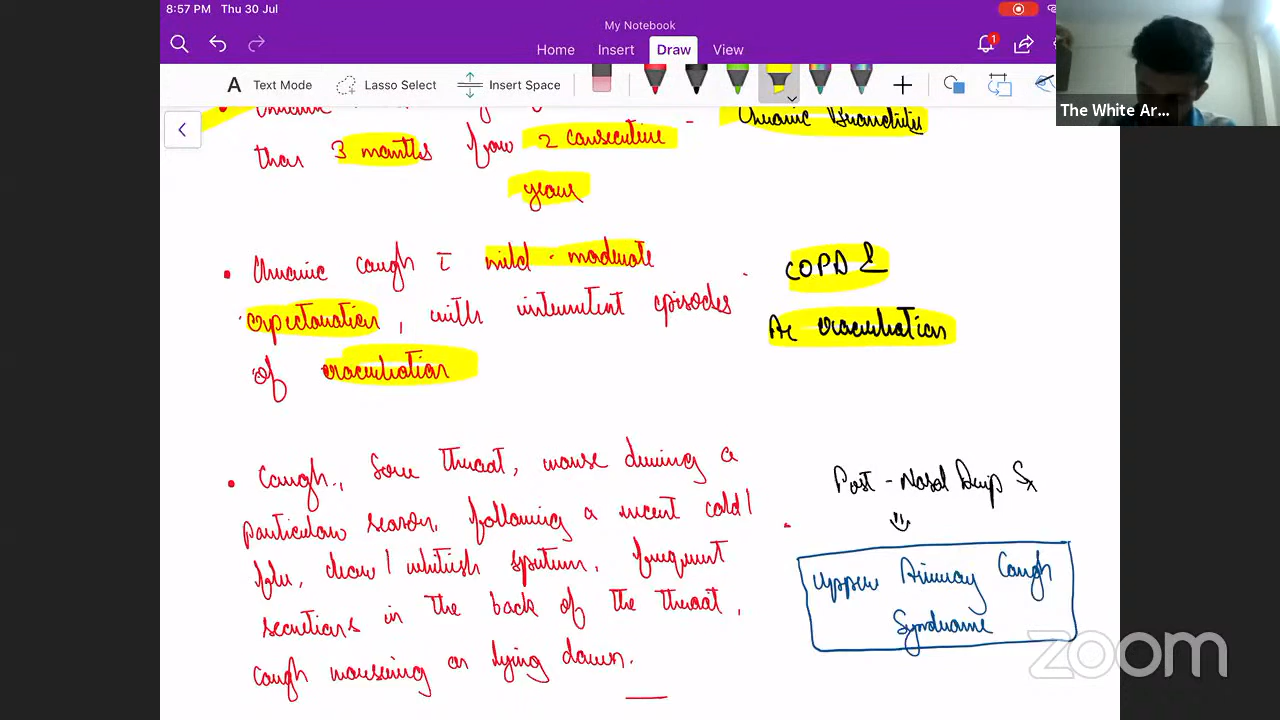 8:57 PM Thu 30 Jul
My Notebook
Home Insert Draw View
1
Text Mode Lasso Select Insert Space
The White Ar...
than 3 months for 2 consecutive - Chronic Bronchitis
years
• Chronic cough c mild - moderate
expectoration, with intermittent episodes
of exacerbation
COPD &
Ac exacerbation
• Cough, Sore throat, worse during a
particular season, following a recent cold/
flu, clear/whitish sputum, frequent
secretions in the back of the throat,
cough worsening on lying down.
Post-Nasal Drip Sx
Upper Airway Cough
Syndrome
zoom